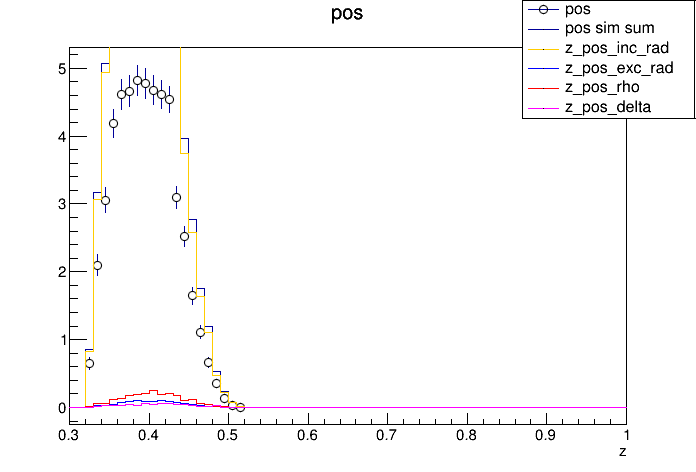 pos
pos
pos sim sum
z_pos_inc_rad
z_pos_exc_rad
z_pos_rho
z_pos_delta
5
4
3
2
1
0
0.3 0.4 0.5 0.6 0.7 0.8 0.9 1
z